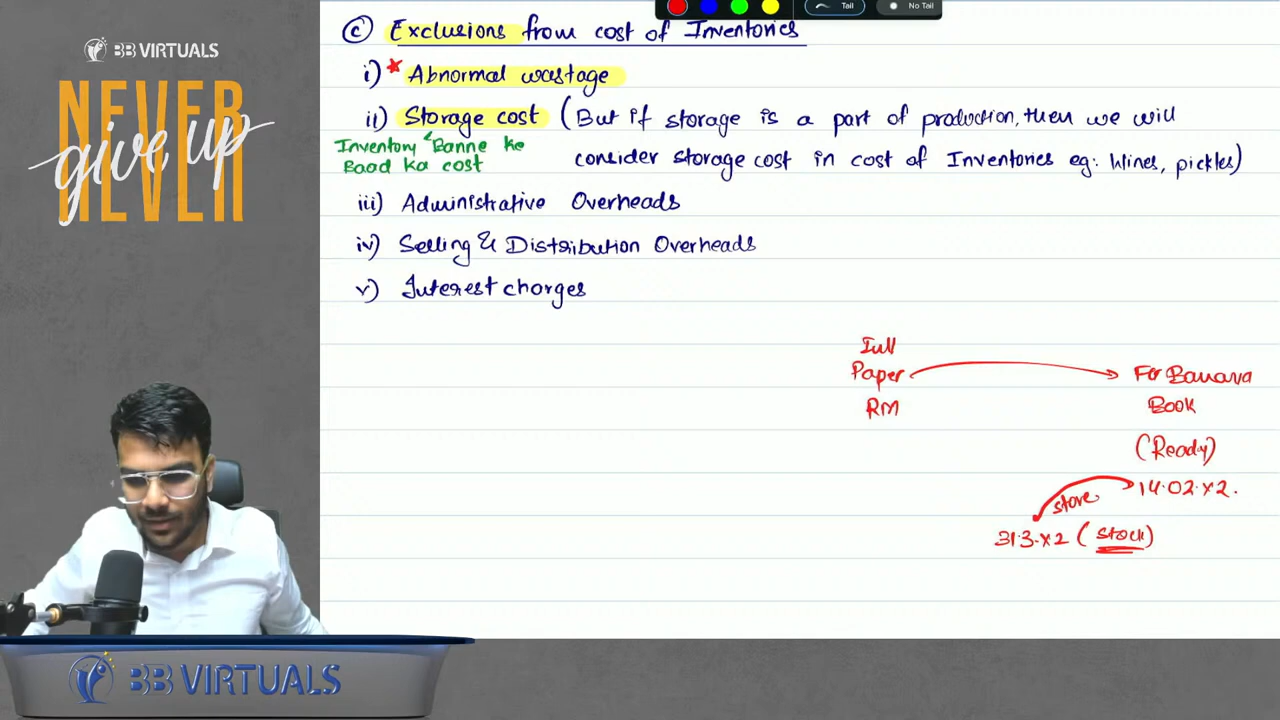 BB VIRTUALS
NEVER
give up
NEVER
Tail
No Tail
c) Exclusions from cost of Inventories
i) * Abnormal wastage
ii) Storage cost (But if storage is a part of production, then we will
consider storage cost in cost of Inventories eg: Wines, pickles)
Inventory Banne ke
Baad ka cost
iii) Administrative Overheads
iv) Selling & Distribution Overheads
v) Interest charges
Paper
RM
Banana
Book
(Ready)
14.02.x2.
store
31.3.x2 (stock)
BB VIRTUALS